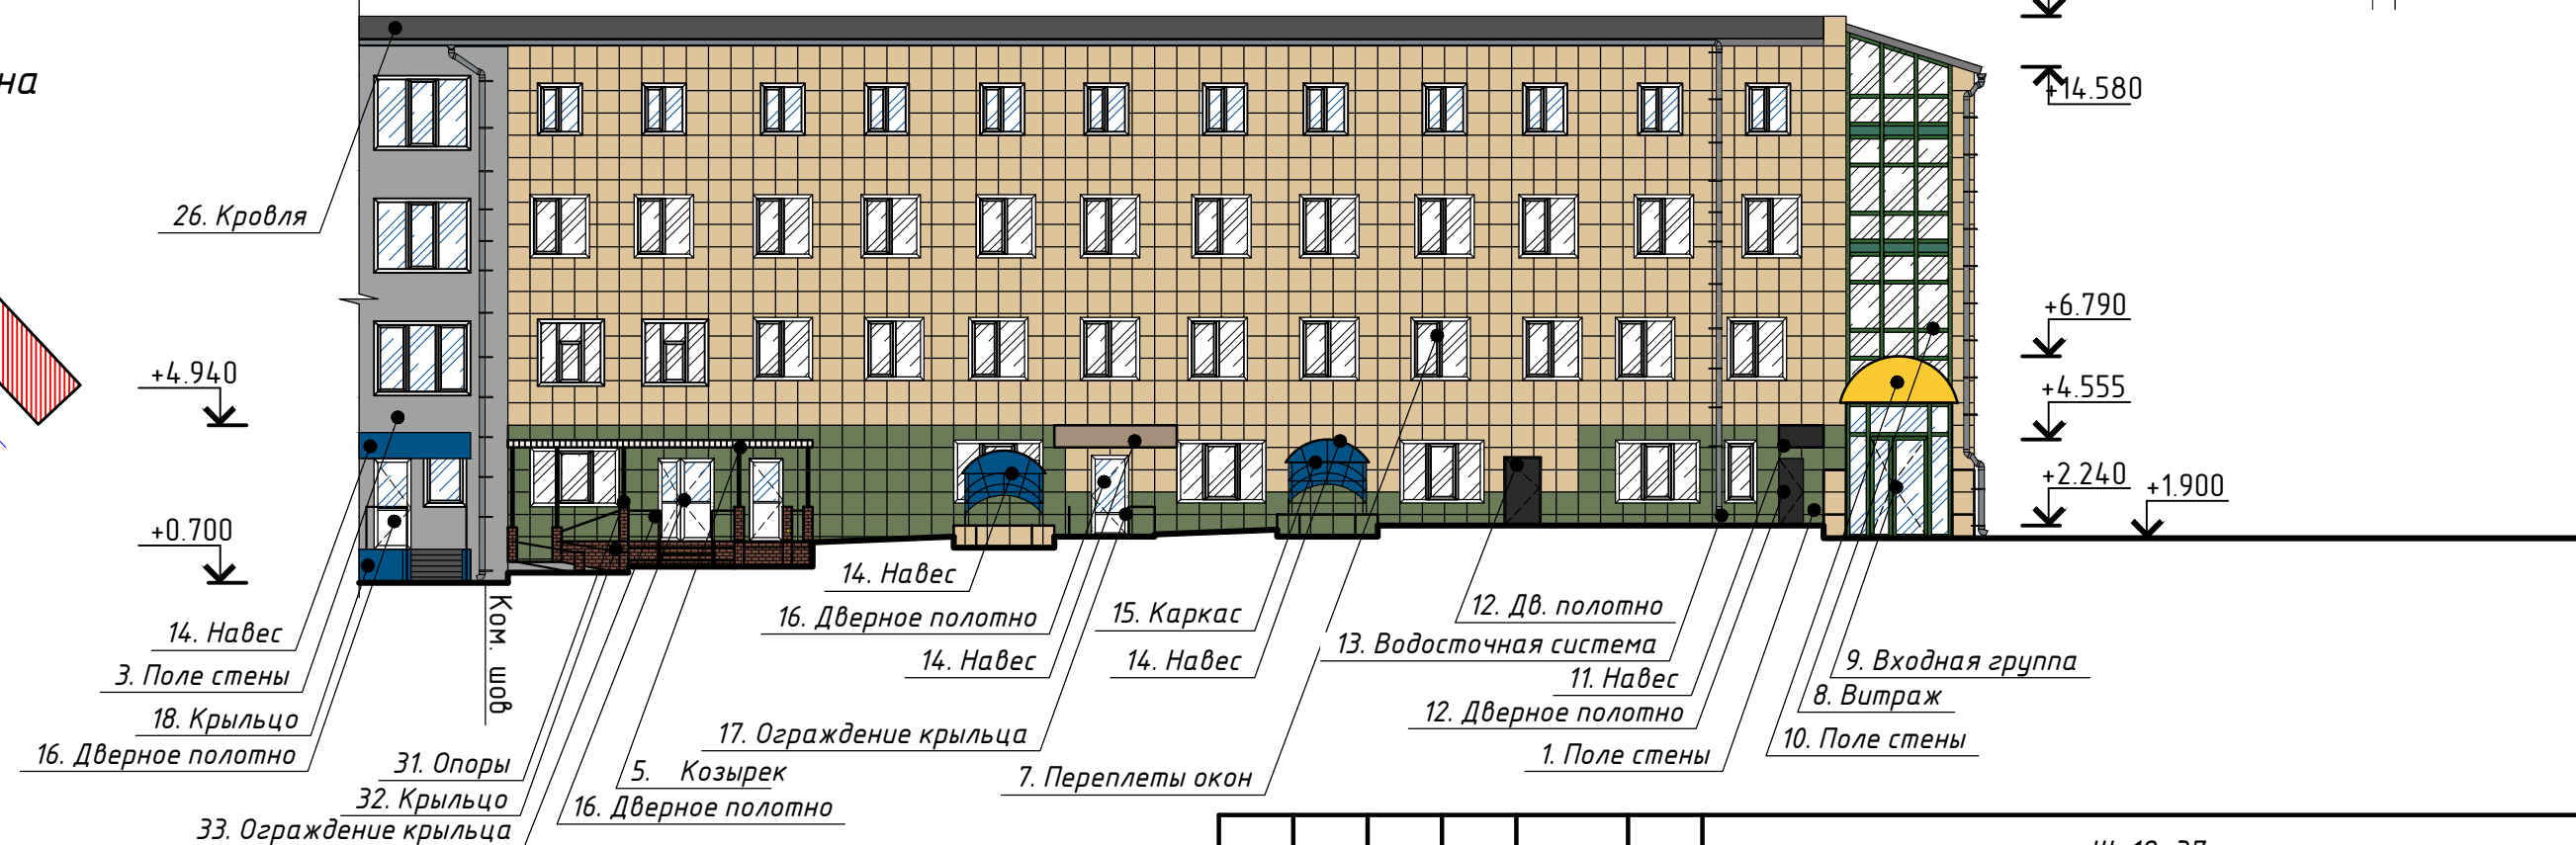 на
+14.580
26. Кровля
+6.790
+4.940
+4.555
+2.240
+1.900
+0.700
14. Навес
3. Поле стены
18. Крыльцо
16. Дверное полотно
Ком. шов
31. Опоры
32. Крыльцо
33. Ограждение крыльца
5. Козырек
16. Дверное полотно
14. Навес
16. Дверное полотно
14. Навес
17. Ограждение крыльца
15. Каркас
14. Навес
7. Переплеты окон
12. Дв. полотно
13. Водосточная система
11. Навес
12. Дверное полотно
1. Поле стены
9. Входная группа
8. Витраж
10. Поле стены